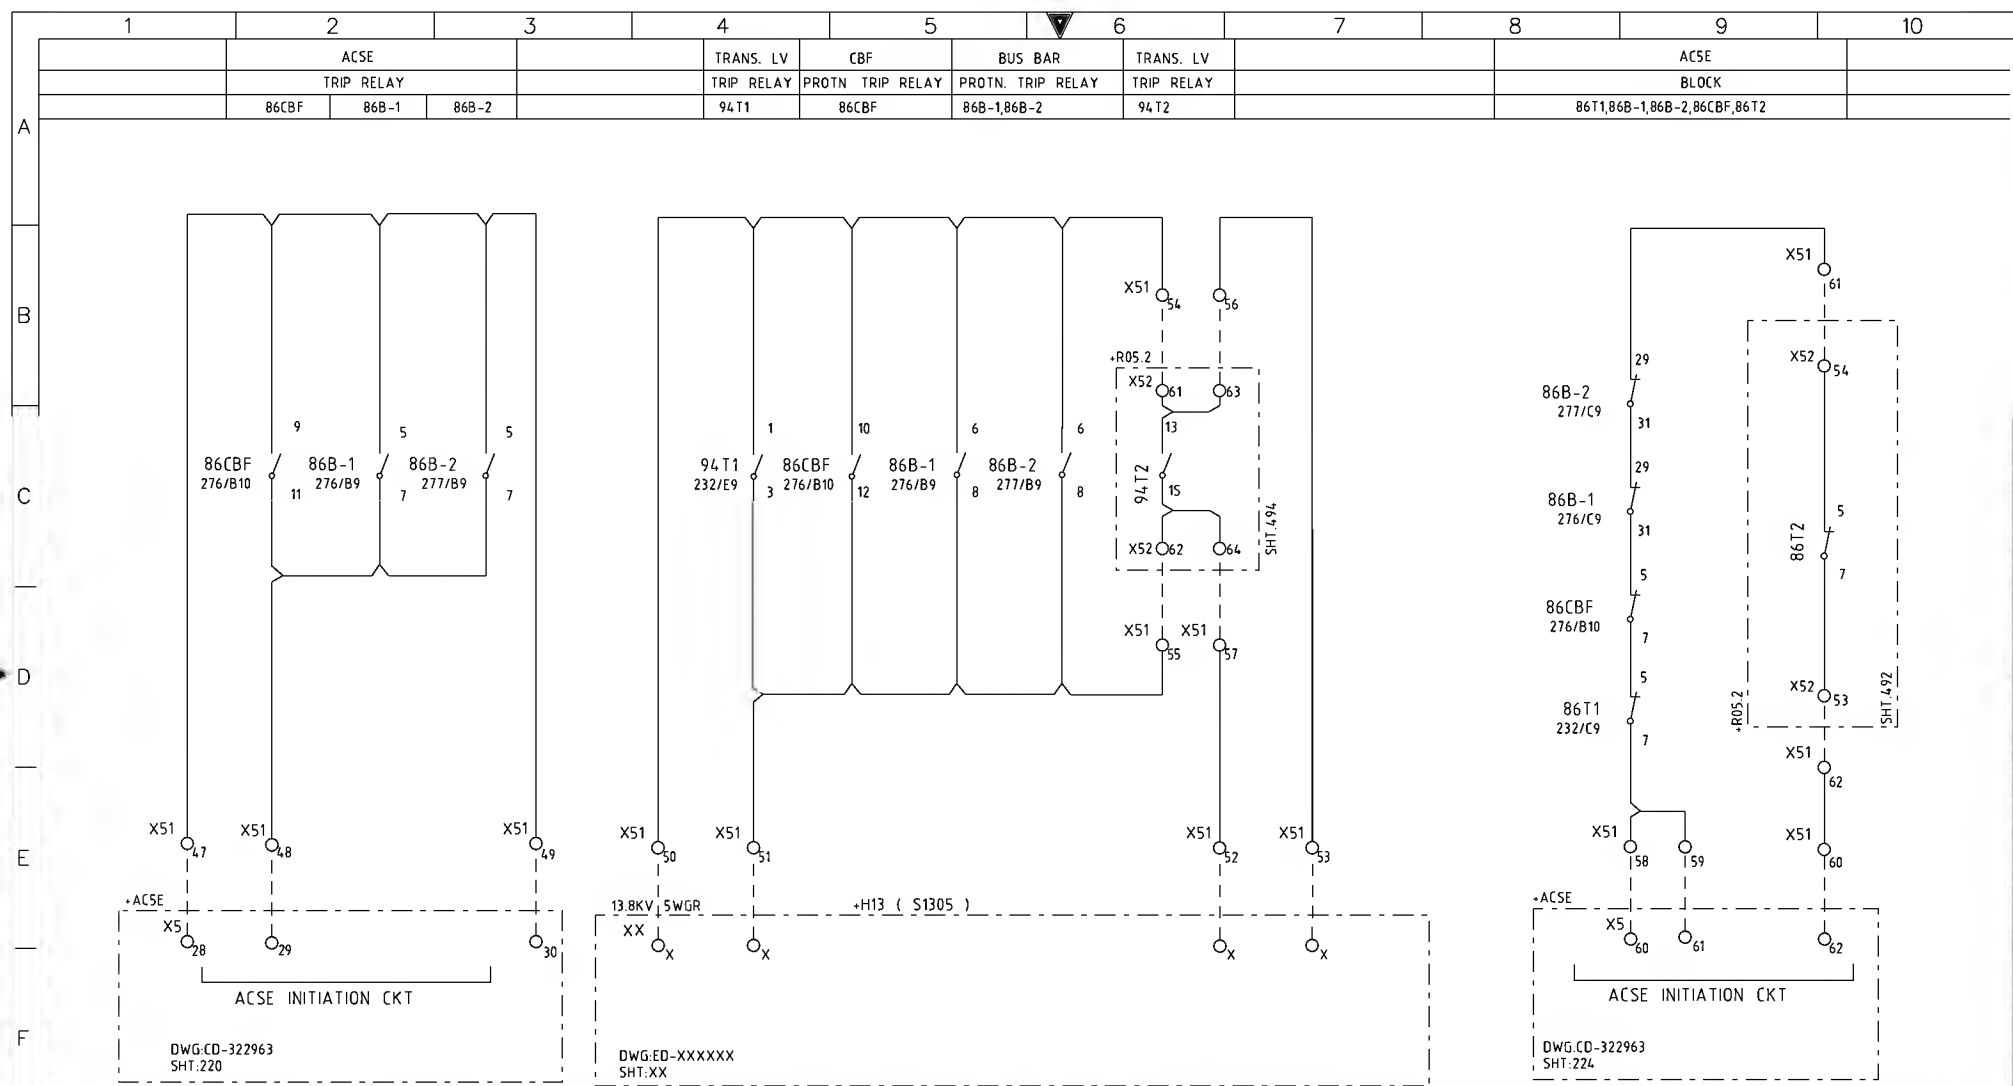 1 2 3 4 5 6 7 8 9 10
ACSE TRANS. LV CBF BUS BAR TRANS. LV ACSE
TRIP RELAY TRIP RELAY PROTN TRIP RELAY PROTN. TRIP RELAY TRIP RELAY BLOCK
86CBF 86B-1 86B-2 94T1 86CBF 86B-1,86B-2 94T2 86T1,86B-1,86B-2,86CBF,86T2
A
B
C
D
E
F
9
86CBF
276/B10
11
5
86B-1
276/B9
7
5
86B-2
277/B9
7
X51 47
X51 48
X51 49
+ACSE
X5 28
29
30
ACSE INITIATION CKT
DWG:CD-322963
SHT:220
1
94T1
232/E9
3
10
86CBF
276/B10
12
6
86B-1
276/B9
8
6
86B-2
277/B9
8
X51 54
56
+R05.2
X52 61
63
13
94T2
15
X52 62
64
SHT.494
X51 55
X51 57
X51 50
X51 51
X51 52
X51 53
13.8KV SWGR
+H13 ( S1305 )
XX X
X
X
X
DWG:ED-XXXXXX
SHT:XX
29
86B-2
277/C9
31
29
86B-1
276/C9
31
5
86CBF
276/B10
7
5
86T1
232/C9
7
X51 61
X52 54
5
86T2
7
X52 53
+R05.2
SHT.492
X51 62
X51 58
59
X51 60
+ACSE
X5 60
61
62
ACSE INITIATION CKT
DWG.CD-322963
SHT:224